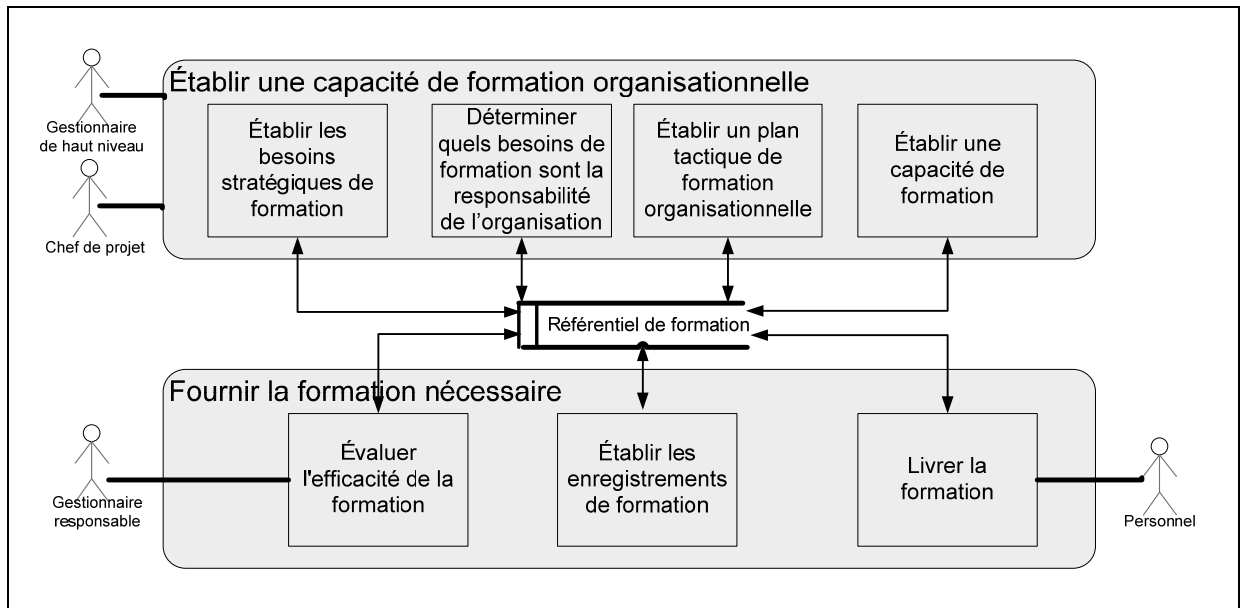 Établir une capacité de formation organisationnelle
Gestionnaire
de haut niveau
Chef de projet
Établir les
besoins
stratégiques de
formation
Déterminer
quels besoins de
formation sont la
responsabilité
de l'organisation
Établir un plan
tactique de
formation
organisationnelle
Établir une
capacité de
formation
Référentiel de formation
Fournir la formation nécessaire
Gestionnaire
responsable
Évaluer
l'efficacité de la
formation
Établir les
enregistrements
de formation
Livrer la
formation
Personnel